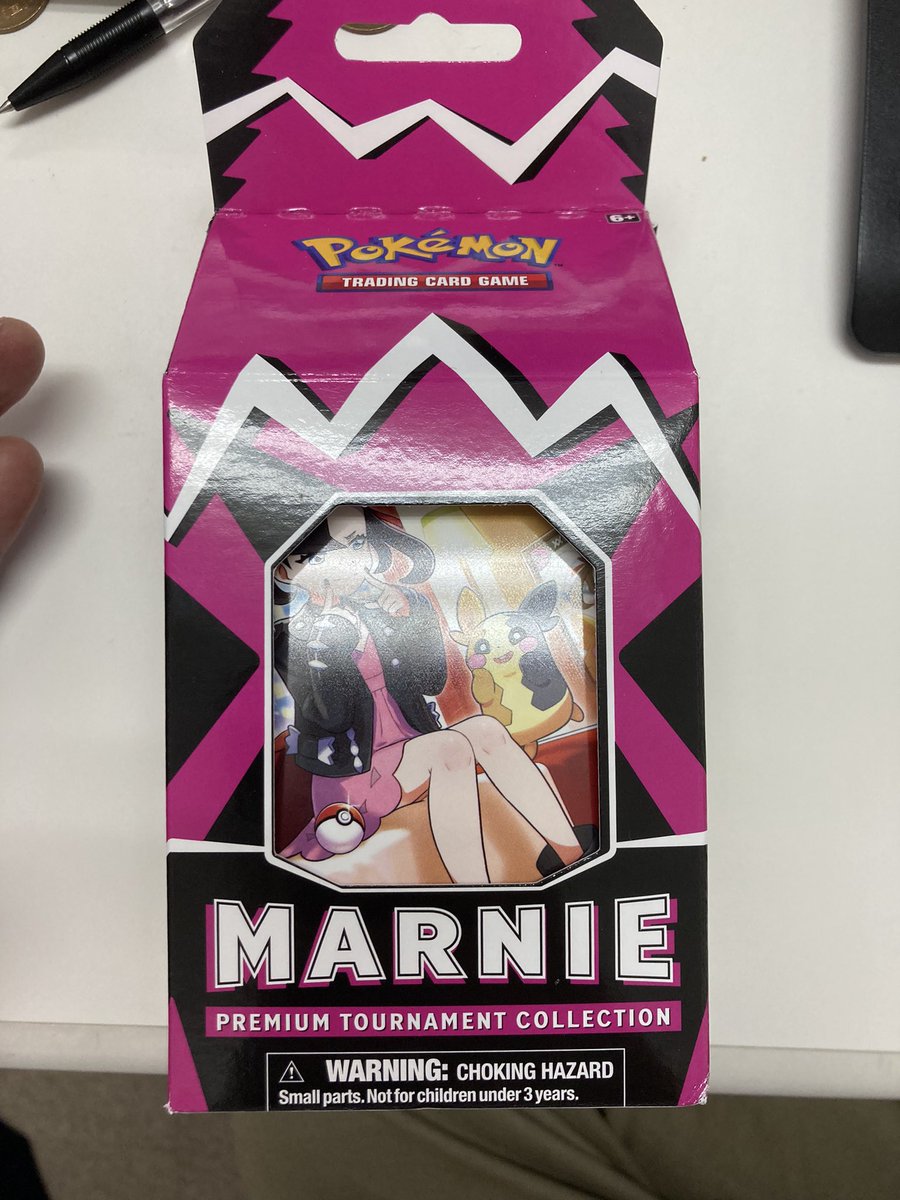 6+
POKéMON™
TRADING CARD GAME
MARNIE
PREMIUM TOURNAMENT COLLECTION
⚠ WARNING: CHOKING HAZARD
Small parts. Not for children under 3 years.